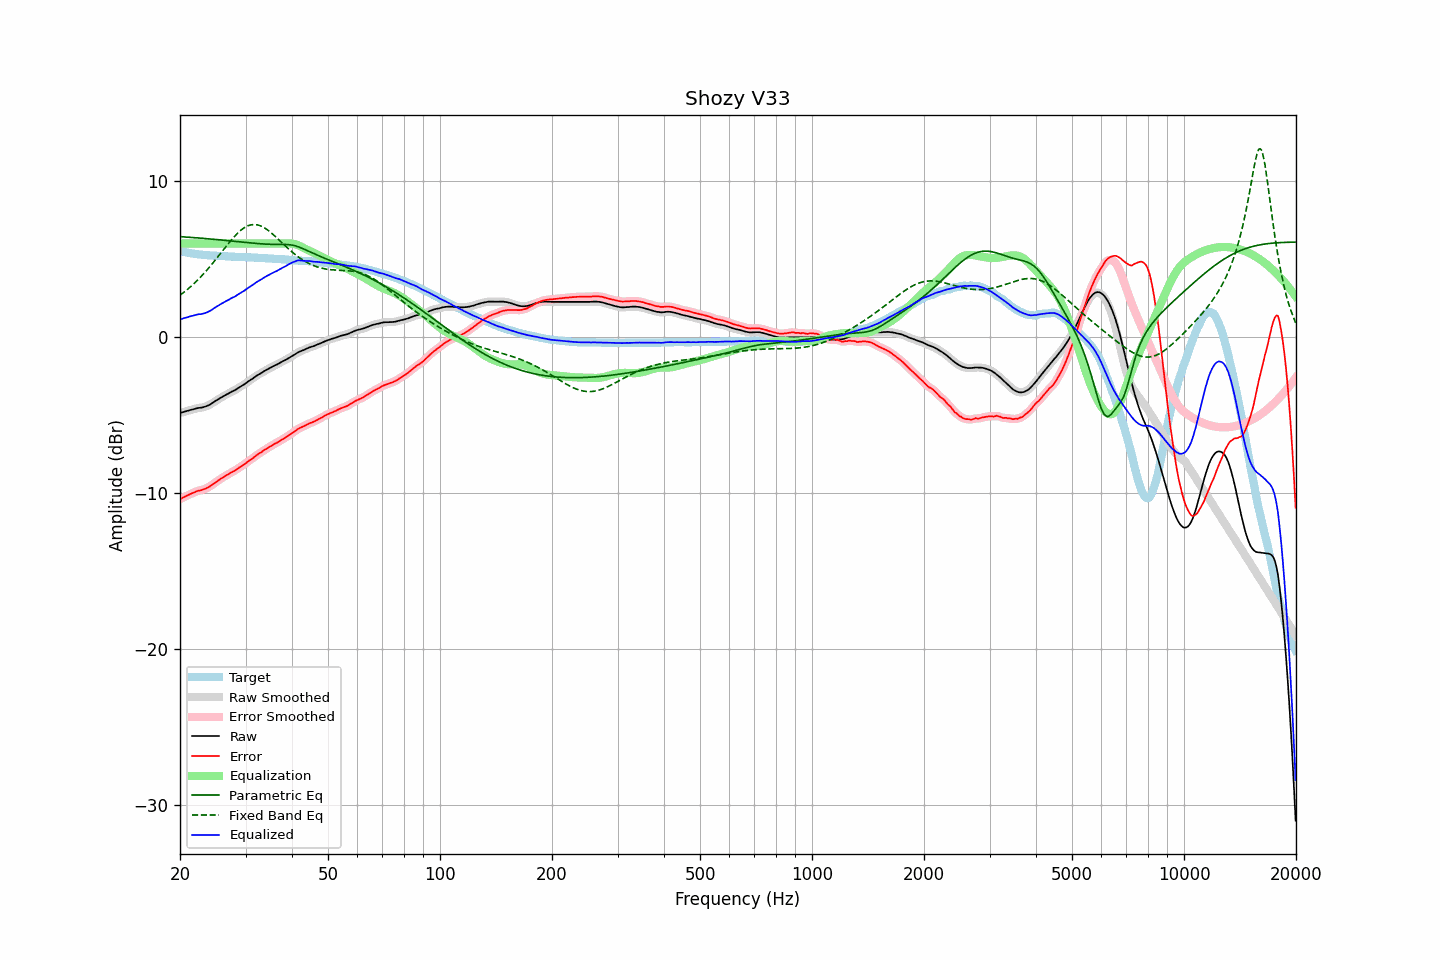 Shozy V33
Amplitude (dBr)
10
0
−10
−20
−30
Target
Raw Smoothed
Error Smoothed
Raw
Error
Equalization
Parametric Eq
Fixed Band Eq
Equalized
20 50 100 200 500 1000 2000 5000 10000 20000
Frequency (Hz)